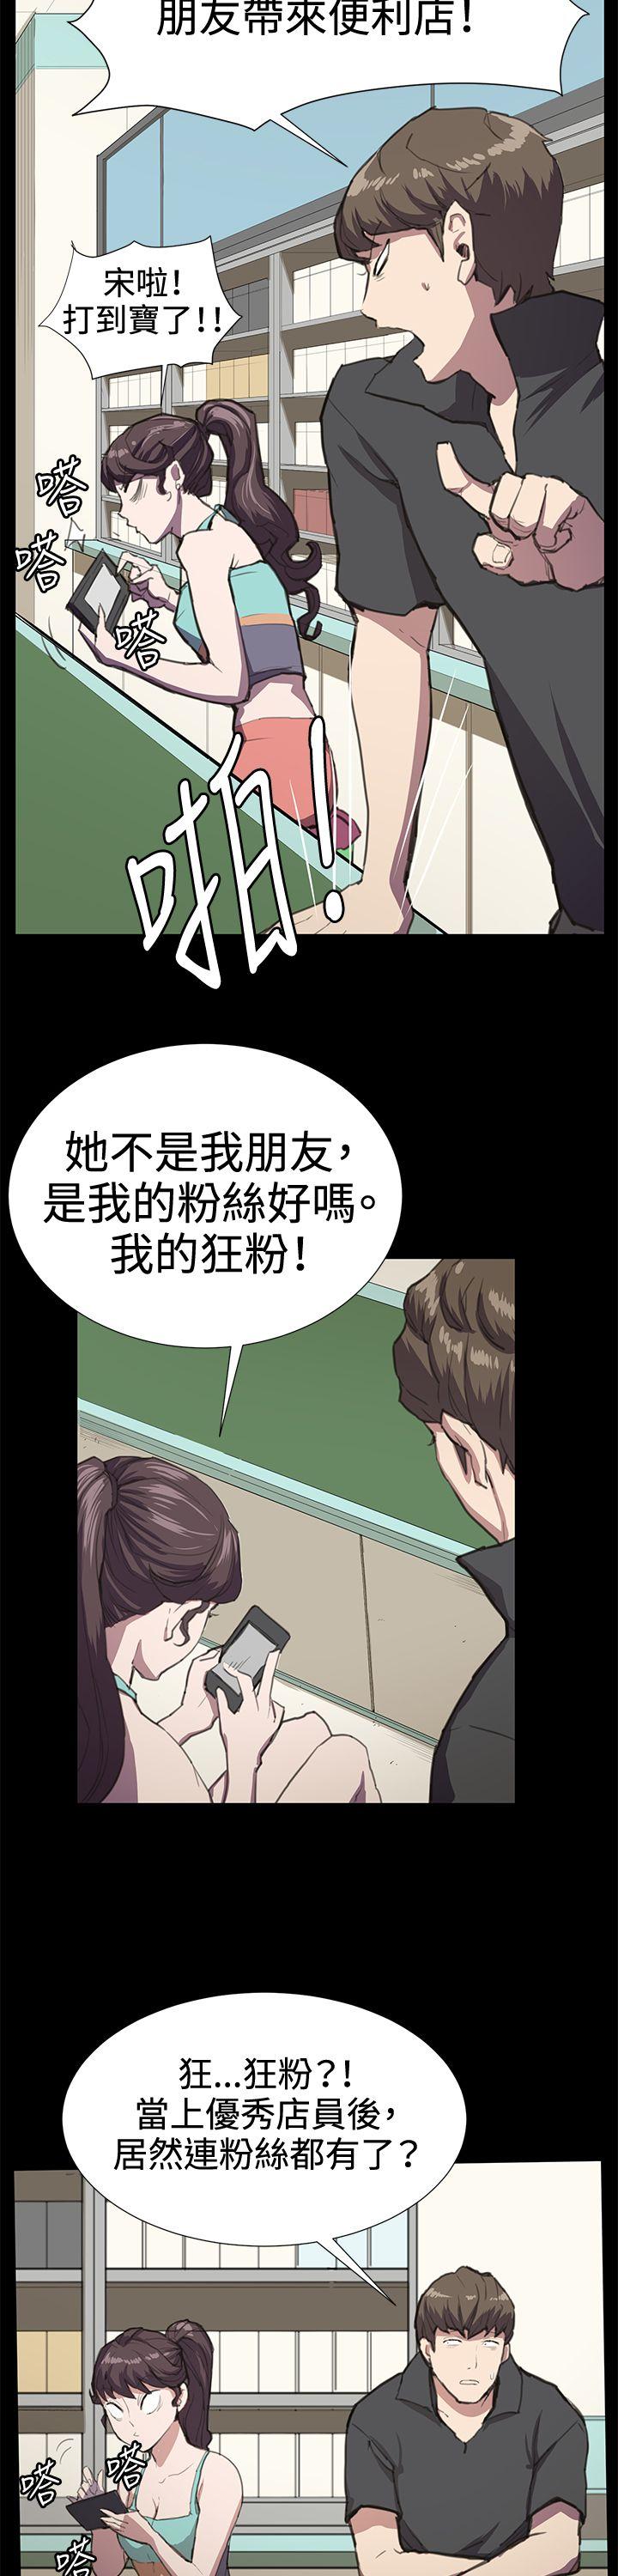 朋友帶來便利店!
宋啦!
打到寶了!!
嗒
嗒
嗒
啪!
她不是我朋友,
是我的粉絲好嗎。
我的狂粉!
狂...狂粉?!
當上優秀店員後,
居然連粉絲都有了?
嗒
嗒
嗒